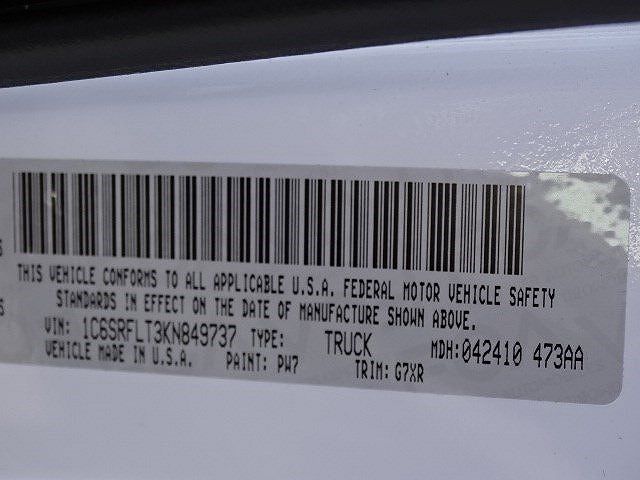 THIS VEHICLE CONFORMS TO ALL APPLICABLE U.S.A. FEDERAL MOTOR VEHICLE SAFETY
STANDARDS IN EFFECT ON THE DATE OF MANUFACTURE SHOWN ABOVE.
VIN: 1C6SRFLT3KN849737 TYPE: TRUCK MDH:042410 473AA
VEHICLE MADE IN U.S.A. PAINT: PW7 TRIM: G7XR